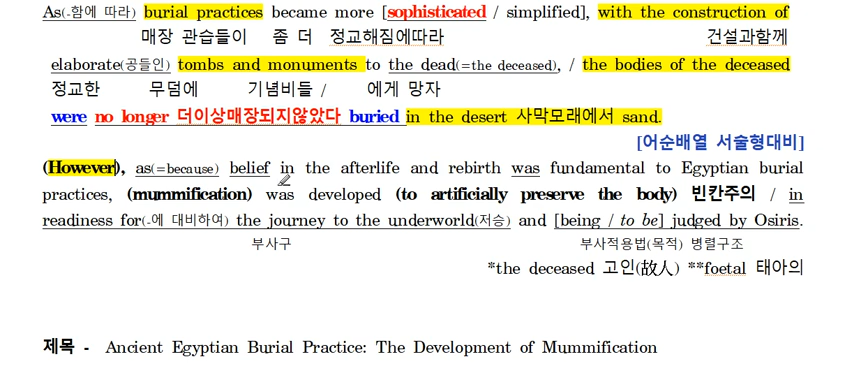 As(-함에 따라) burial practices became more [sophisticated / simplified], with the construction of
매장 관습들이 좀 더 정교해짐에따라 건설과함께
elaborate(공들인) tombs and monuments to the dead(=the deceased), / the bodies of the deceased
정교한 무덤에 기념비들 / 에게 망자
were no longer 더이상매장되지않았다 buried in the desert 사막모래에서 sand.
[어순배열 서술형대비]
(However), as(=because) belief in the afterlife and rebirth was fundamental to Egyptian burial
practices, (mummification) was developed (to artificially preserve the body) 빈칸주의 / in
readiness for(-에 대비하여) the journey to the underworld(저승) and [being / to be] judged by Osiris.
부사구 부사적용법(목적) 병렬구조
*the deceased 고인(故人) **foetal 태아의
제목 - Ancient Egyptian Burial Practice: The Development of Mummification